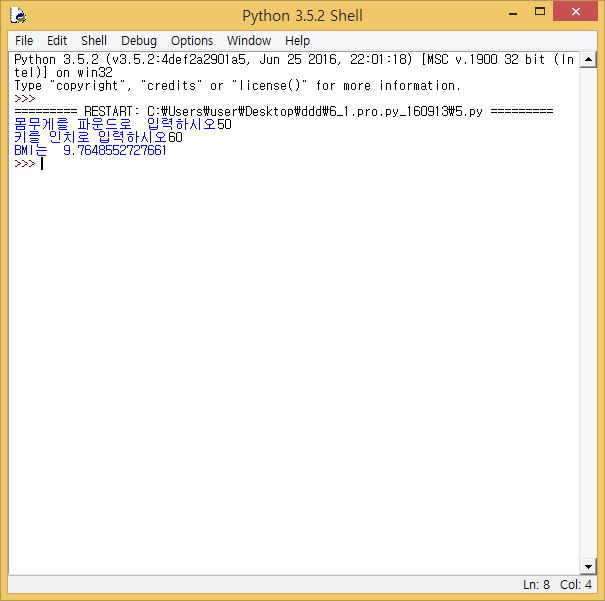 Python 3.5.2 Shell
File Edit Shell Debug Options Window Help
Python 3.5.2 (v3.5.2:4def2a2901a5, Jun 25 2016, 22:01:18) [MSC v.1900 32 bit (In
tel)] on win32
Type "copyright", "credits" or "license()" for more information.
>>>
========= RESTART: C:₩Users₩user₩Desktop₩ddd₩6_1.pro.py_160913₩5.py =========
몸무게를 파운드로  입력하시오50
키를 인치로 입력하시오60
BMI는  9.7648552727661
>>>
Ln: 8 Col: 4